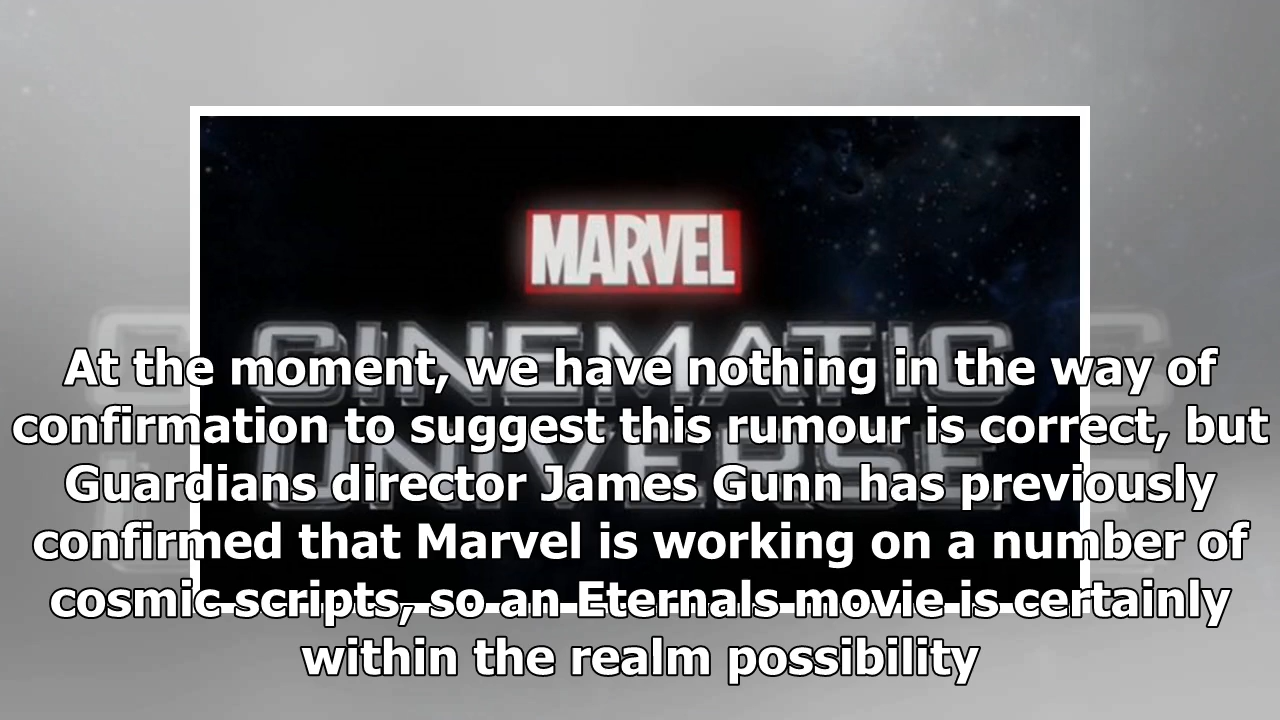 MARVEL
CINEMATIC
UNIVERSE
At the moment, we have nothing in the way of
confirmation to suggest this rumour is correct, but
Guardians director James Gunn has previously
confirmed that Marvel is working on a number of
cosmic scripts, so an Eternals movie is certainly
within the realm possibility